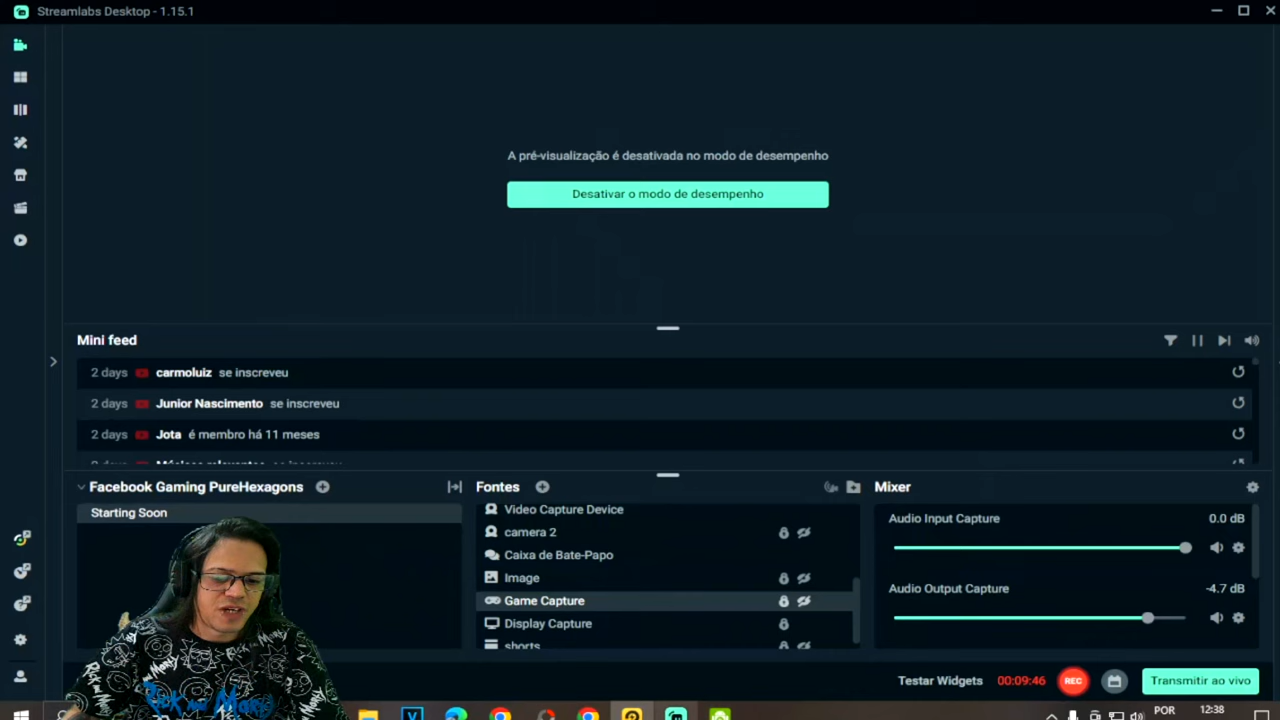 Streamlabs Desktop - 1.15.1
A pré-visualização é desativada no modo de desempenho
Desativar o modo de desempenho
Mini feed
2 days carmoluiz se inscreveu
2 days Junior Nascimento se inscreveu
2 days Jota é membro há 11 meses
Facebook Gaming PureHexagons
Starting Soon
Fontes
Video Capture Device
camera 2
Caixa de Bate-Papo
Image
Game Capture
Display Capture
shorts
Mixer
Audio Input Capture 0.0 dB
Audio Output Capture -4.7 dB
Testar Widgets 00:09:46 REC Transmitir ao vivo
POR 12:38